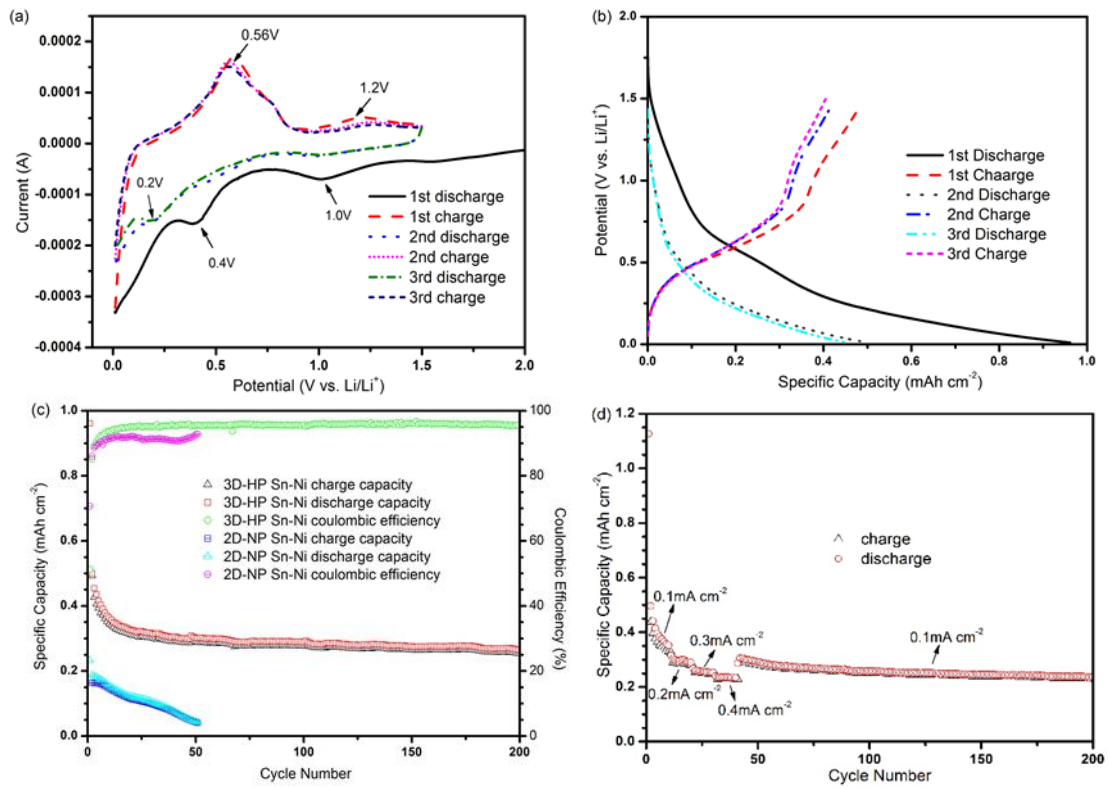 (a)
0.0002
0.0001
0.0000
-0.0001
-0.0002
-0.0003
-0.0004
Current (A)
0.56V
1.2V
0.2V
0.4V
1.0V
1st discharge
1st charge
2nd discharge
2nd charge
3rd discharge
3rd charge
0.0 0.5 1.0 1.5 2.0
Potential (V vs. Li/Li⁺)
(b)
2.0
1.5
1.0
0.5
0.0
Potential (V vs. Li/Li⁺)
1st Discharge
1st Chaarge
2nd Discharge
2nd Charge
3rd Discharge
3rd Charge
0.0 0.2 0.4 0.6 0.8 1.0
Specific Capacity (mAh cm⁻²)
(c)
1.0
0.8
0.6
0.4
0.2
0.0
Specific Capacity (mAh cm⁻²)
3D-HP Sn-Ni charge capacity
3D-HP Sn-Ni discharge capacity
3D-HP Sn-Ni coulombic efficiency
2D-NP Sn-Ni charge capacity
2D-NP Sn-Ni discharge capacity
2D-NP Sn-Ni coulombic efficiency
100
80
60
40
20
0
Coulombic Efficiency (%)
0 50 100 150 200
Cycle Number
(d)
1.2
1.0
0.8
0.6
0.4
0.2
0.0
Specific Capacity (mAh cm⁻²)
charge
discharge
0.1mA cm⁻²
0.3mA cm⁻²
0.1mA cm⁻²
0.2mA cm⁻²
0.4mA cm⁻²
0 50 100 150 200
Cycle Number